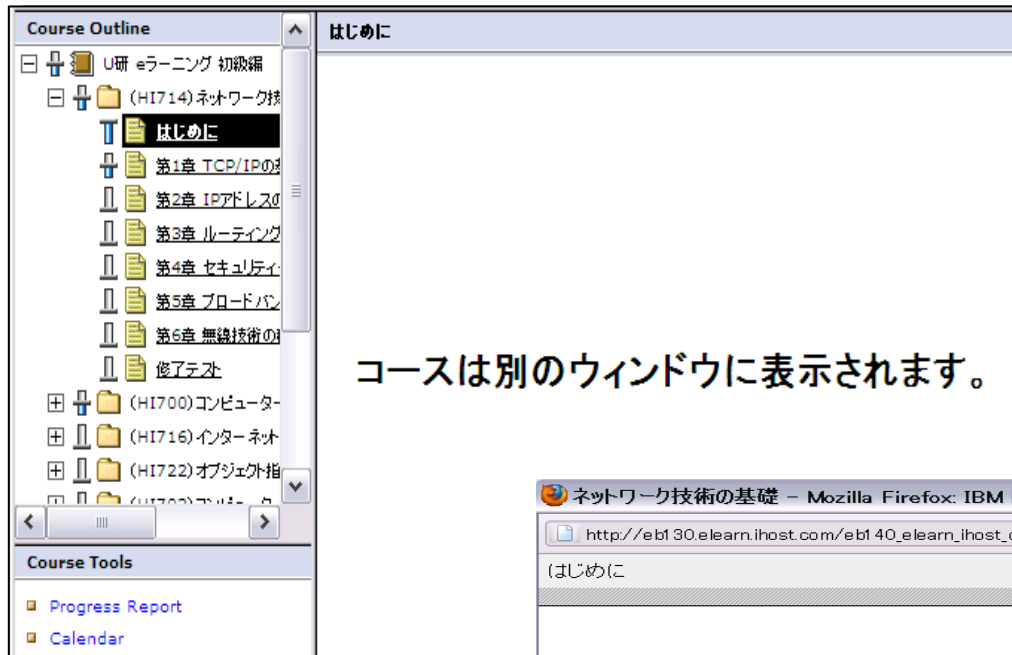 Course Outline
U研 eラーニング 初級編
(HI714)ネットワーク技
はじめに
第1章 TCP/IPの
第2章 IPアドレスの
第3章 ルーティング
第4章 セキュリティ
第5章 ブロードバン
第6章 無線技術の
修了テスト
(HI700)コンピューター
(HI716)インターネット
(HI722)オブジェクト指
Course Tools
Progress Report
Calendar
はじめに
コースは別のウィンドウに表示されます。
ネットワーク技術の基礎 - Mozilla Firefox: IBM
http://eb130.elearn.ihost.com/eb140_elearn_ihost_c
はじめに